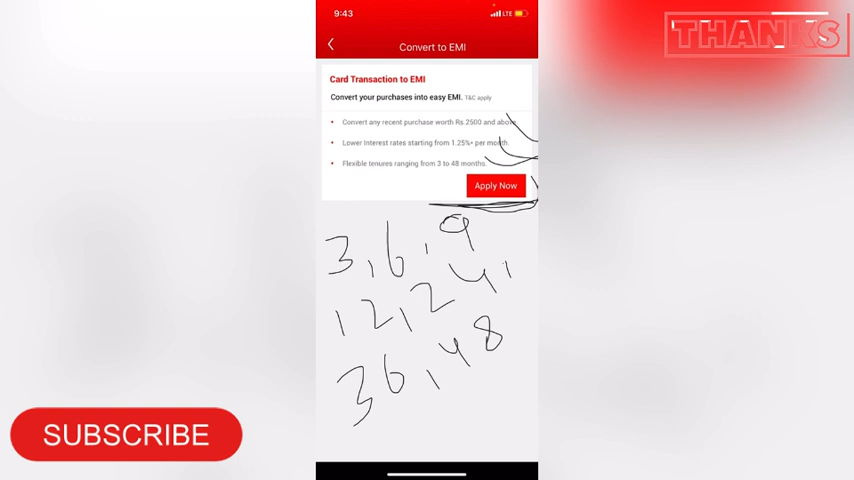 9:43
LTE
Convert to EMI
THANKS
Card Transaction to EMI
Convert your purchases into easy EMI. T&C apply
• Convert any recent purchase worth Rs 2500 and above.
• Lower Interest rates starting from 1.25%* per month.
• Flexible tenures ranging from 3 to 48 months.
Apply Now
3, 6, 9
12, 24,
36, 48
SUBSCRIBE